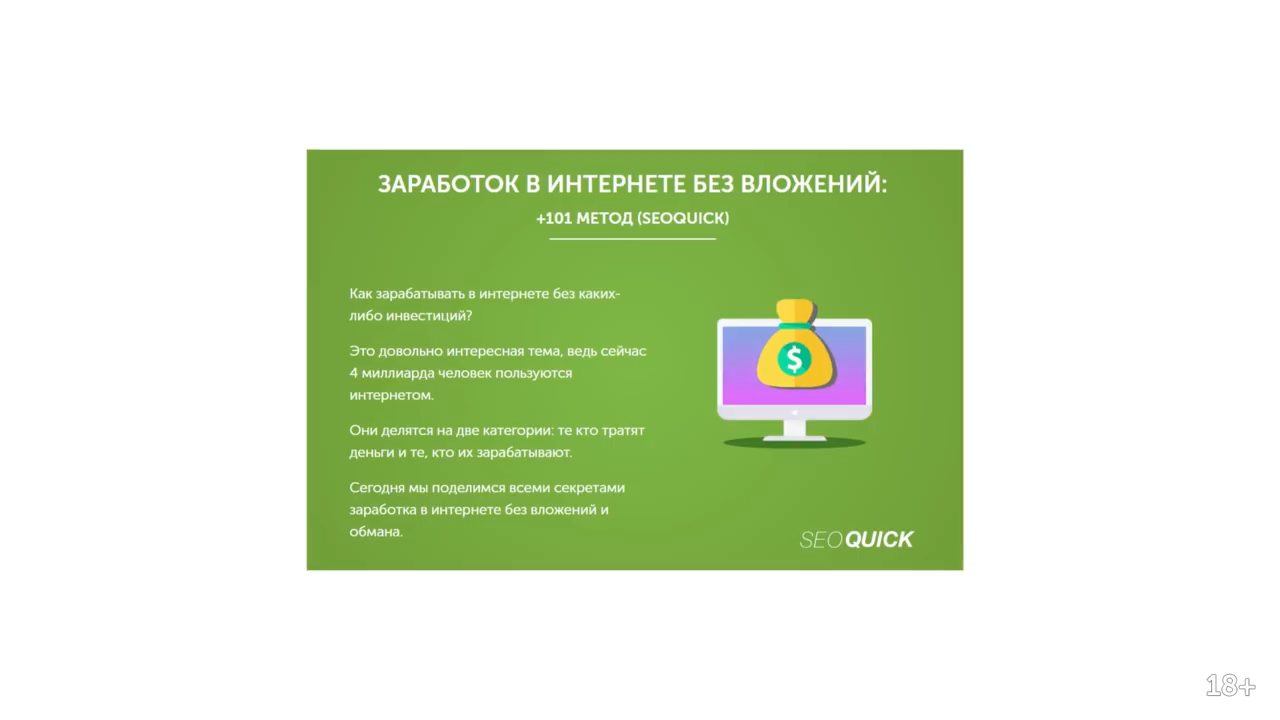 ЗАРАБОТОК В ИНТЕРНЕТЕ БЕЗ ВЛОЖЕНИЙ:
+101 МЕТОД (SEOQUICK)
Как зарабатывать в интернете без каких-
либо инвестиций?
Это довольно интересная тема, ведь сейчас
4 миллиарда человек пользуются
интернетом.
Они делятся на две категории: те кто тратят
деньги и те, кто их зарабатывают.
Сегодня мы поделимся всеми секретами
заработка в интернете без вложений и
обмана.
$
SEOQUICK
18+